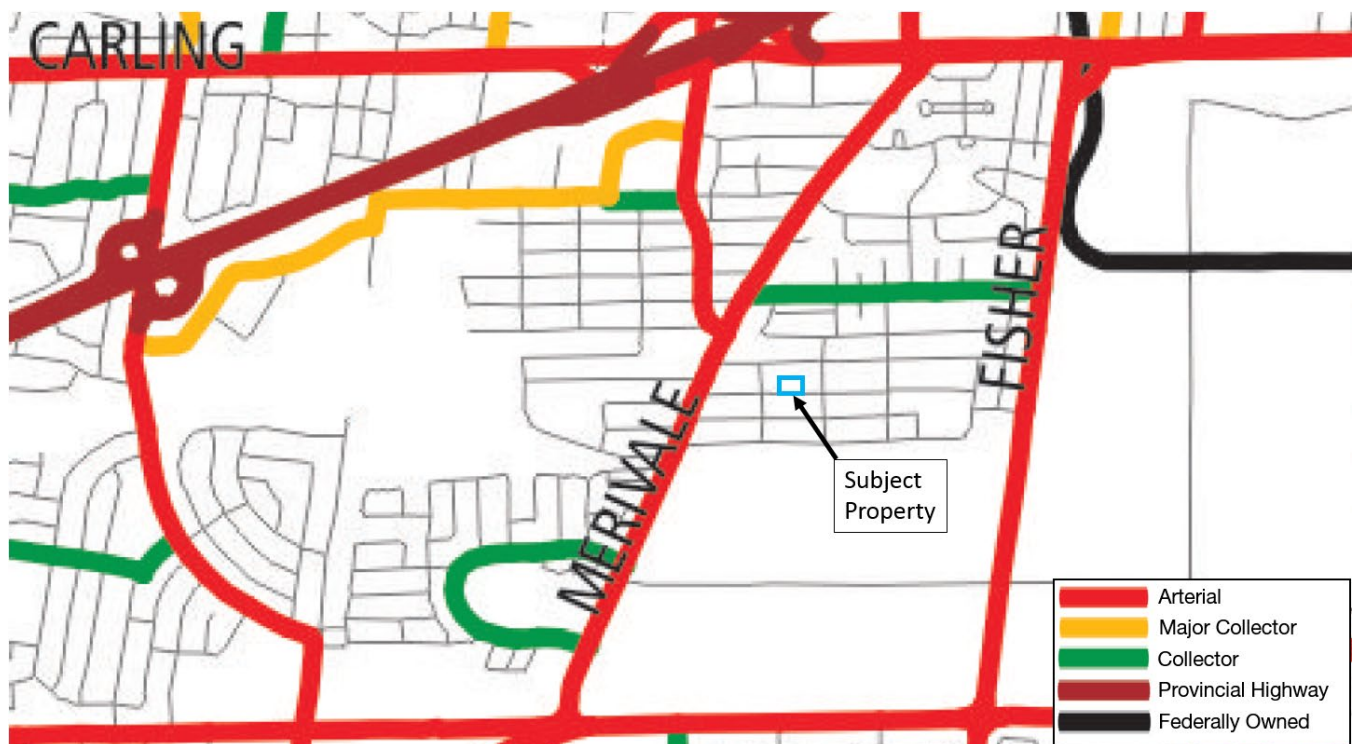 CARLING
FISHER
MERIVALE
Subject
Property
Arterial
Major Collector
Collector
Provincial Highway
Federally Owned